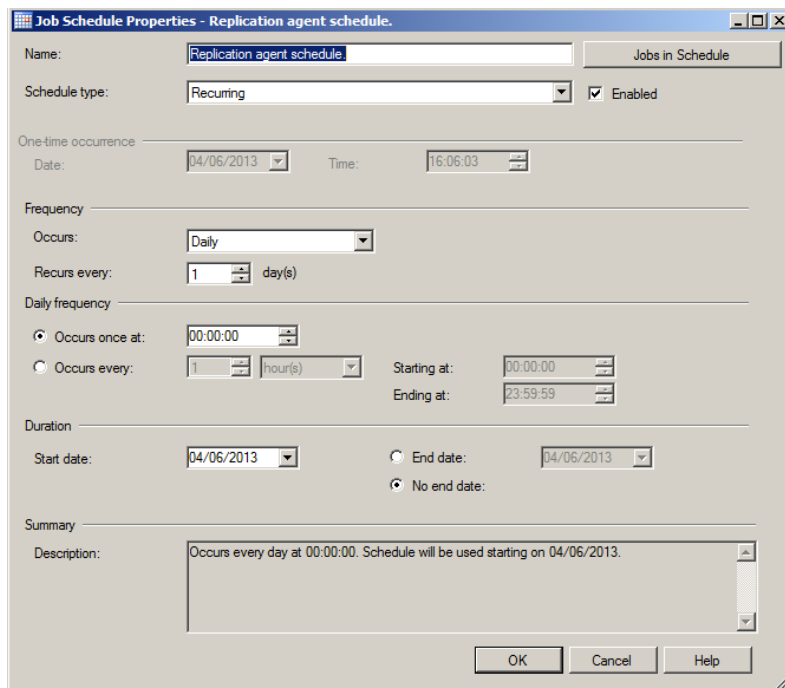 Job Schedule Properties - Replication agent schedule.
Name: Replication agent schedule. Jobs in Schedule
Schedule type: Recurring Enabled
One-time occurrence
Date: 04/06/2013 Time: 16:06:03
Frequency
Occurs: Daily
Recurs every: 1 day(s)
Daily frequency
Occurs once at: 00:00:00
Occurs every: 1 hour(s) Starting at: 00:00:00
Ending at: 23:59:59
Duration
Start date: 04/06/2013 End date: 04/06/2013
No end date:
Summary
Description: Occurs every day at 00:00:00. Schedule will be used starting on 04/06/2013.
OK Cancel Help